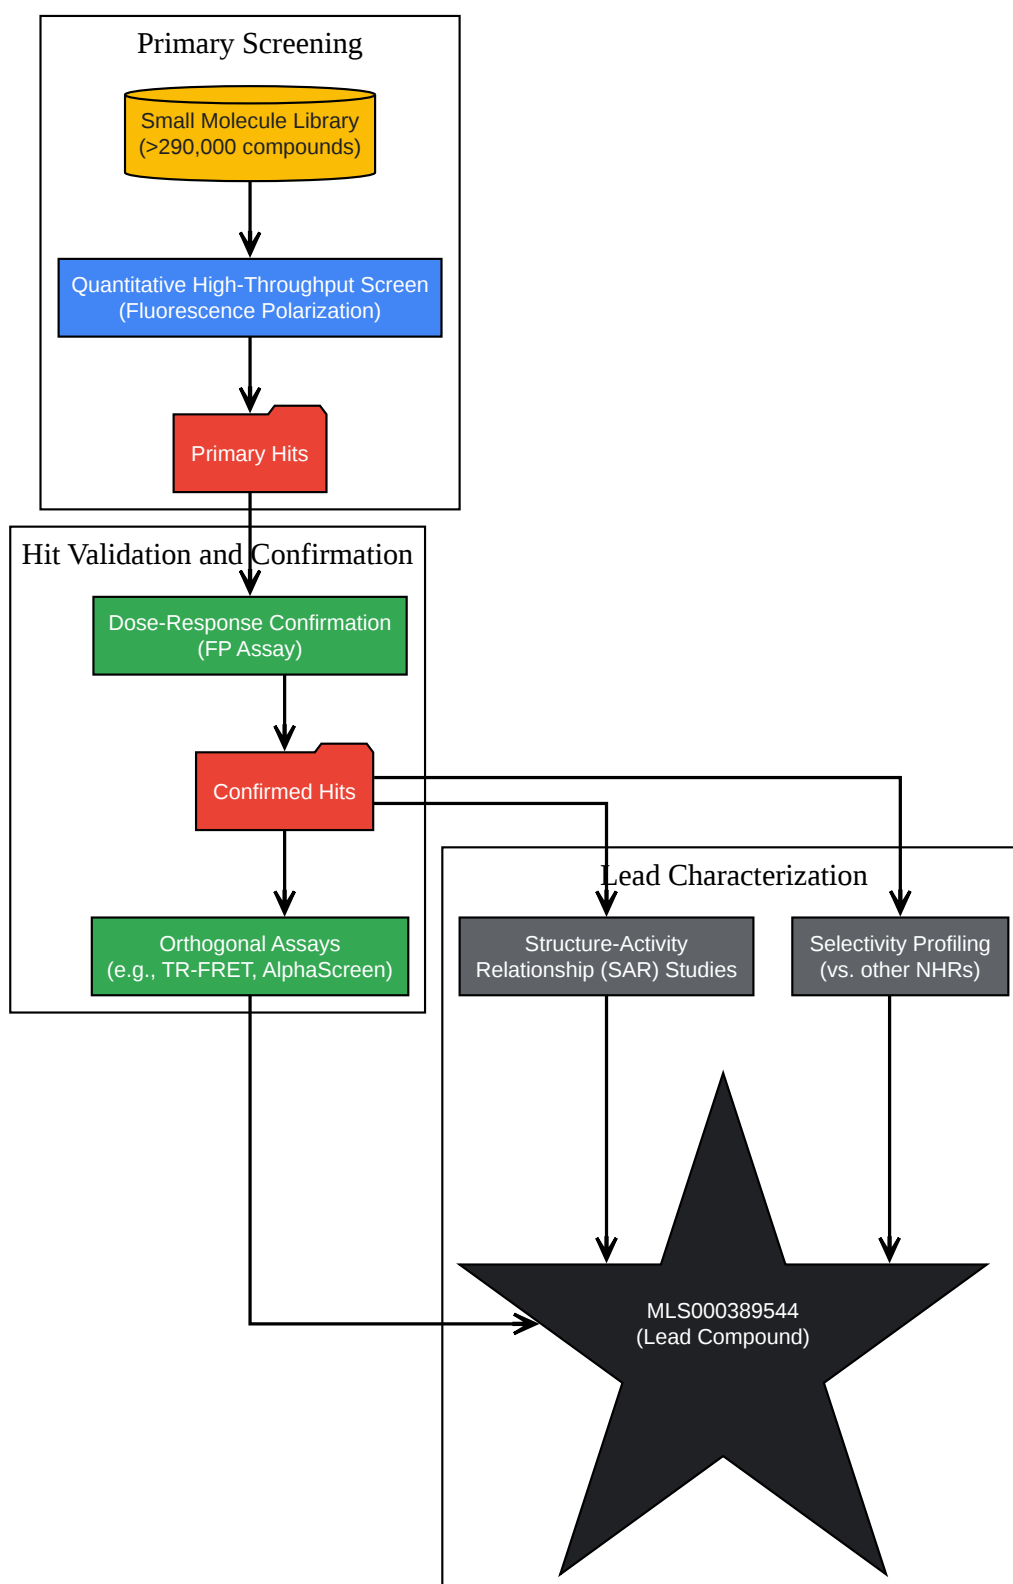 Primary Screening
Small Molecule Library
(>290,000 compounds)
Quantitative High-Throughput Screen
(Fluorescence Polarization)
Primary Hits
Hit Validation and Confirmation
Dose-Response Confirmation
(FP Assay)
Confirmed Hits
Orthogonal Assays
(e.g., TR-FRET, AlphaScreen)
Lead Characterization
Structure-Activity
Relationship (SAR) Studies
Selectivity Profiling
(vs. other NHRs)
MLS000389544
(Lead Compound)